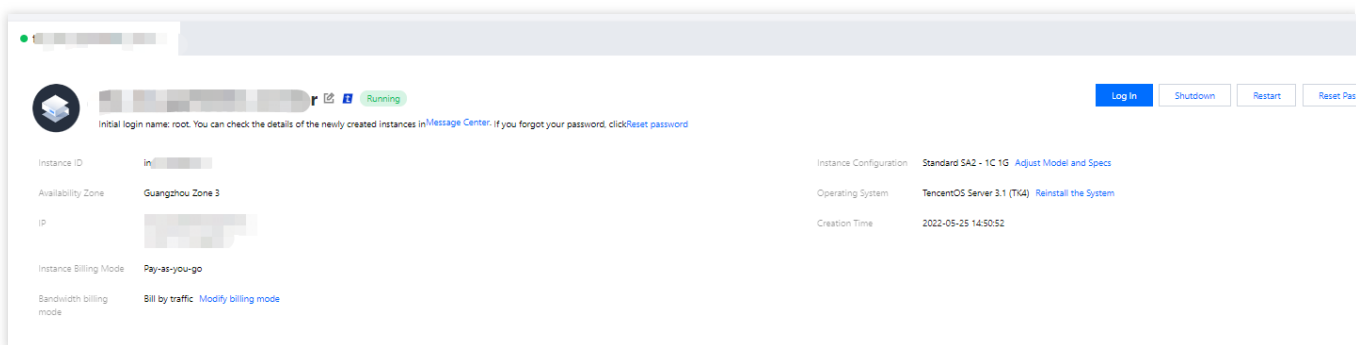 Running
Log In
Shutdown
Restart
Reset Pas
Initial login name: root. You can check the details of the newly created instances inMessage Center. If you forgot your password, clickReset password
Instance ID
Instance Configuration Standard SA2 - 1C 1G Adjust Model and Specs
Availability Zone Guangzhou Zone 3
Operating System TencentOS Server 3.1 (TK4) Reinstall the System
IP
Creation Time 2022-05-25 14:50:52
Instance Billing Mode Pay-as-you-go
Bandwidth billing mode Bill by traffic Modify billing mode